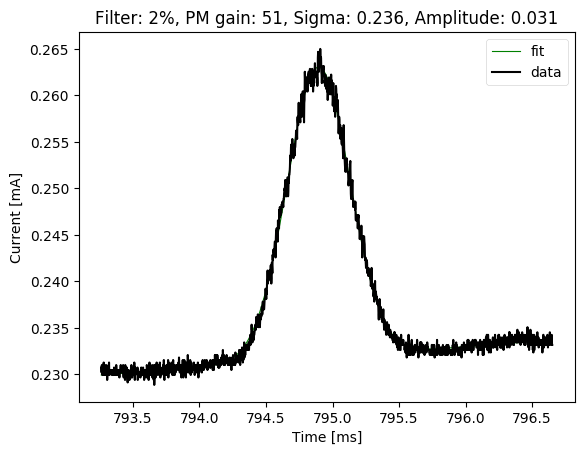 Filter: 2%, PM gain: 51, Sigma: 0.236, Amplitude: 0.031
fit
data
0.265
0.260
0.255
0.250
0.245
0.240
0.235
0.230
Current [mA]
793.5 794.0 794.5 795.0 795.5 796.0 796.5
Time [ms]